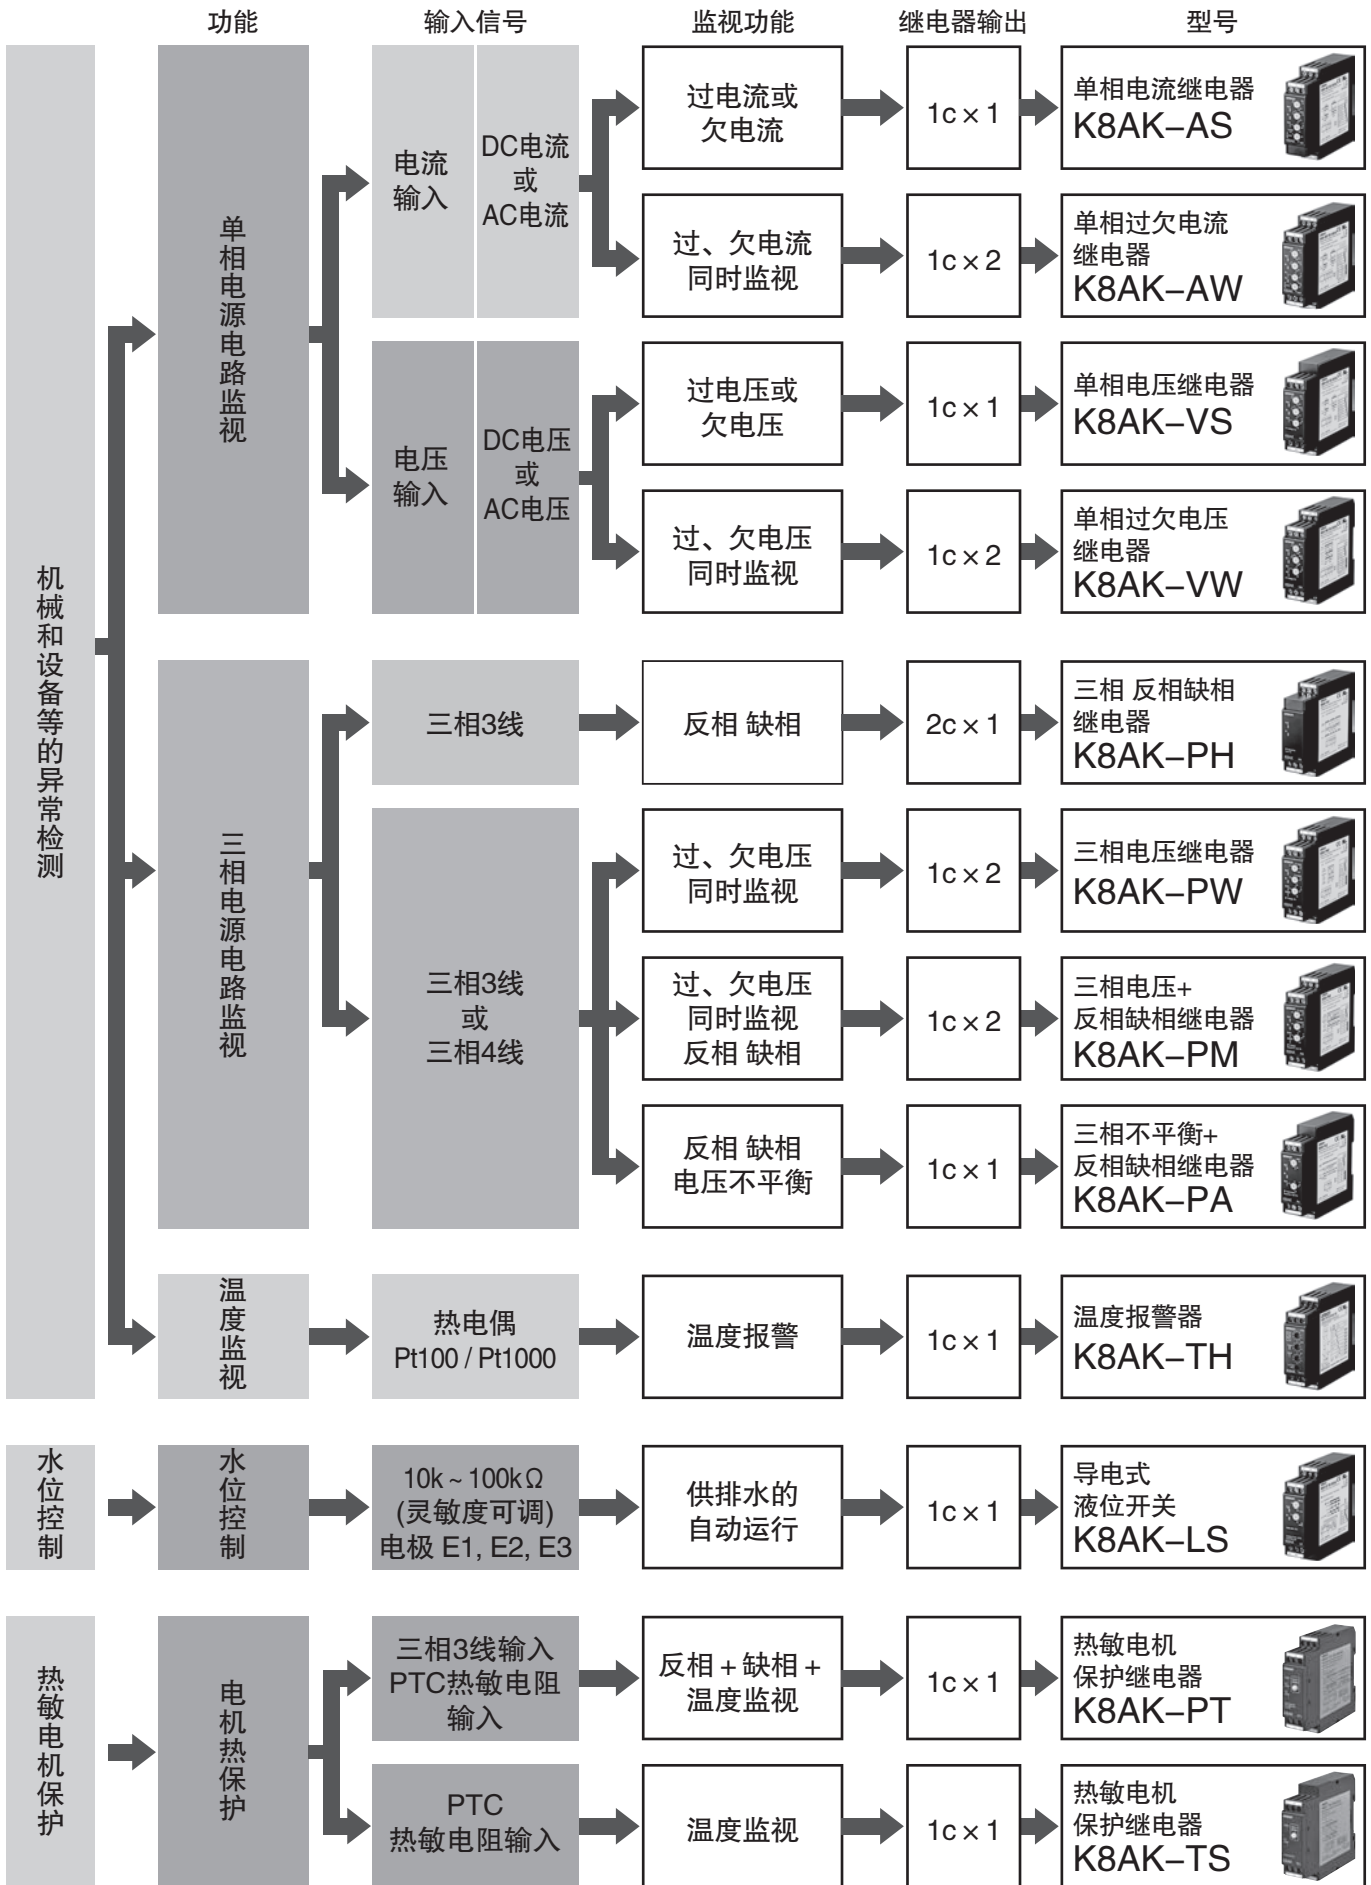 功能
输入信号
监视功能
继电器输出
型号
机械和设备等的异常检测
单相电源电路监视
电流
输入
DC电流
或
AC电流
过电流或
欠电流
1c×1
单相电流继电器
K8AK–AS
过、欠电流
同时监视
1c×2
单相过欠电流
继电器
K8AK–AW
电压
输入
DC电压
或
AC电压
过电压或
欠电压
1c×1
单相电压继电器
K8AK–VS
过、欠电压
同时监视
1c×2
单相过欠电压
继电器
K8AK–VW
三相电源电路监视
三相3线
反相 缺相
2c×1
三相 反相缺相
继电器
K8AK–PH
三相3线
或
三相4线
过、欠电压
同时监视
1c×2
三相电压继电器
K8AK–PW
过、欠电压
同时监视
反相 缺相
1c×2
三相电压+
反相缺相继电器
K8AK–PM
反相 缺相
电压不平衡
1c×1
三相不平衡+
反相缺相继电器
K8AK–PA
温度监视
热电偶
Pt100 / Pt1000
温度报警
1c×1
温度报警器
K8AK–TH
水位控制
水位控制
10k ~ 100kΩ
(灵敏度可调)
电极 E1, E2, E3
供排水的
自动运行
1c×1
导电式
液位开关
K8AK–LS
热敏电机保护
电机热保护
三相3线输入
PTC热敏电阻
输入
反相 + 缺相 +
温度监视
1c×1
热敏电机
保护继电器
K8AK–PT
PTC
热敏电阻输入
温度监视
1c×1
热敏电机
保护继电器
K8AK–TS